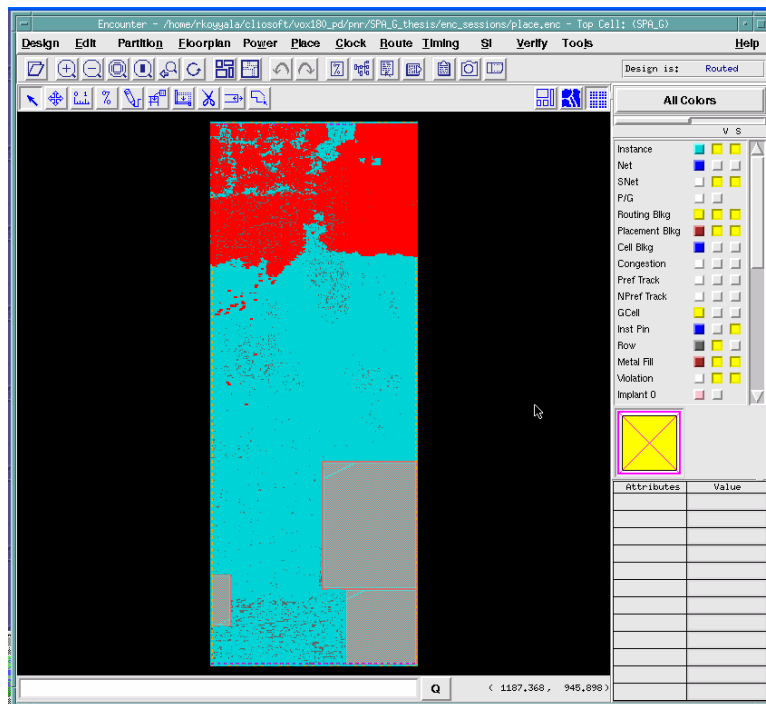 Encounter - /home/rkoyyala/cliosoft/vox180_pd/pnr/SPA_G_thesis/enc_sessions/place.enc - Top Cell: (SPA_G)
Design Edit Partition Floorplan Power Place Clock Route Timing SI Verify Tools Help
Design is: Routed
All Colors
V S
Instance
Net
SNet
P/G
Routing Blkg
Placement Blkg
Cell Blkg
Congestion
Pref Track
NPref Track
GCell
Inst Pin
Row
Metal Fill
Violation
Implant 0
Attributes Value
Q ( 1187.368, 945.898)